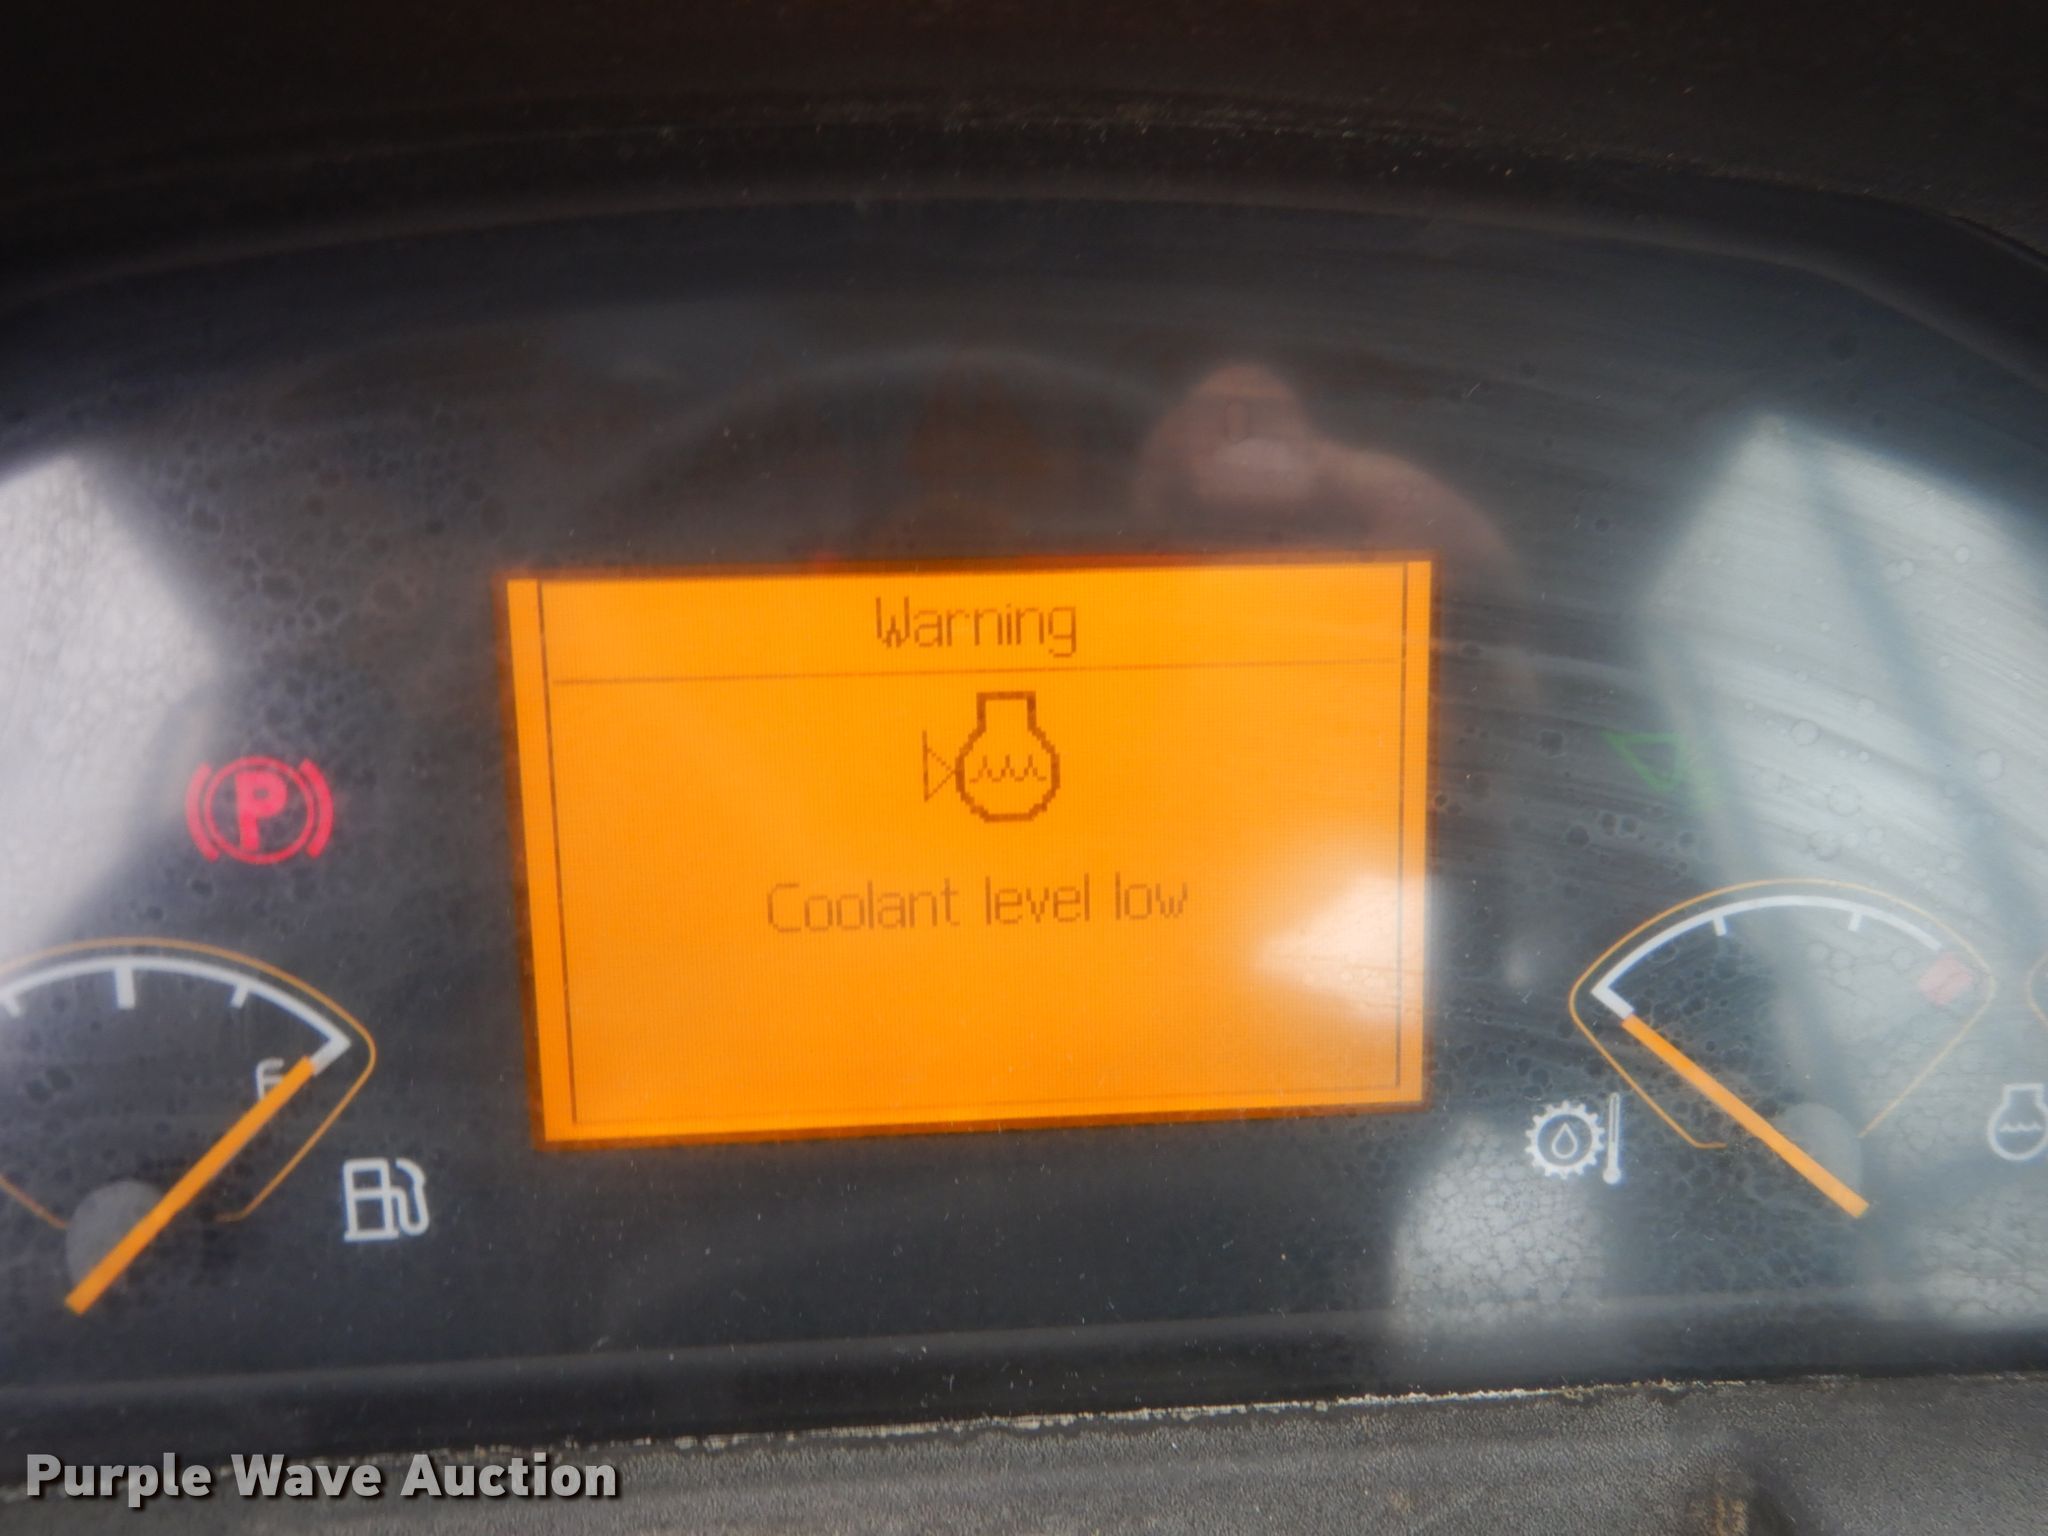 Warning
Coolant level low
P
E
Purple Wave Auction